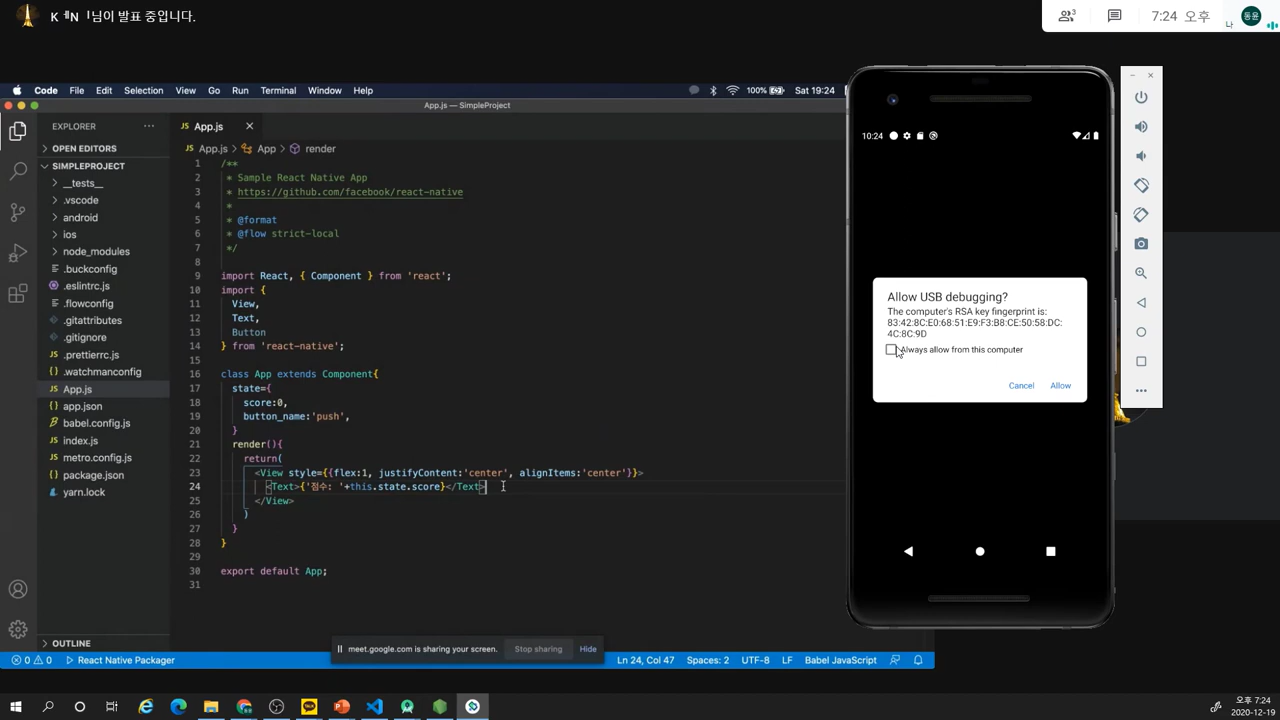 님이 발표 중입니다.
3
7:24 오후
나
동윤
Code File Edit Selection View Go Run Terminal Window Help
100%
Sat 19:24
App.js — SimpleProject
EXPLORER
OPEN EDITORS
SIMPLEPROJECT
__tests__
.vscode
android
ios
node_modules
.buckconfig
.eslintrc.js
.flowconfig
.gitattributes
.gitignore
.prettierrc.js
.watchmanconfig
App.js
app.json
babel.config.js
index.js
metro.config.js
package.json
yarn.lock
OUTLINE
App.js
App.js > App > render
1 /**
2 * Sample React Native App
3 * https://github.com/facebook/react-native
4 *
5 * @format
6 * @flow strict-local
7 */
8
9 import React, { Component } from 'react';
10 import {
11 View,
12 Text,
13 Button
14 } from 'react-native';
15
16 class App extends Component{
17 state={
18 score:0,
19 button_name:'push',
20 }
21 render(){
22 return(
23 <View style={{flex:1, justifyContent:'center', alignItems:'center'}}>
24 <Text>{'점수: '+this.state.score}</Text>
25 </View>
26 )
27 }
28 }
29
30 export default App;
31
10:24
Allow USB debugging?
The computer's RSA key fingerprint is:
83:42:8C:E0:68:51:E9:F3:B8:CE:50:58:DC:
4C:8C:9D
Always allow from this computer
Cancel Allow
meet.google.com is sharing your screen.
Stop sharing
Hide
0 0 React Native Packager
Ln 24, Col 47 Spaces: 2 UTF-8 LF Babel JavaScript
TALK
오후 7:24
2020-12-19